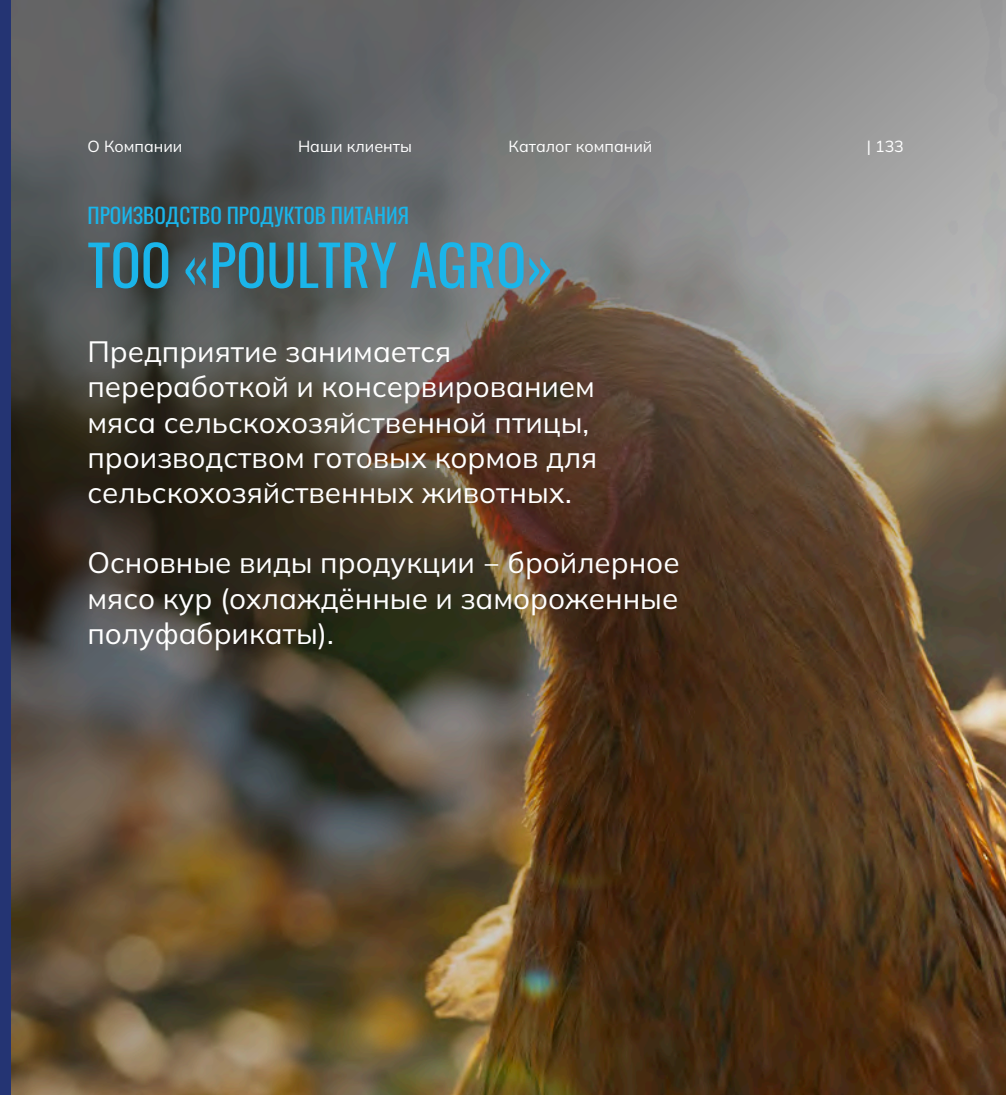 О Компании
Наши клиенты
Каталог компаний
| 133
ПРОИЗВОДСТВО ПРОДУКТОВ ПИТАНИЯ
ТОО «POULTRY AGRO»
Предприятие занимается
переработкой и консервированием
мяса сельскохозяйственной птицы,
производством готовых кормов для
сельскохозяйственных животных.
Основные виды продукции – бройлерное
мясо кур (охлаждённые и замороженные
полуфабрикаты).